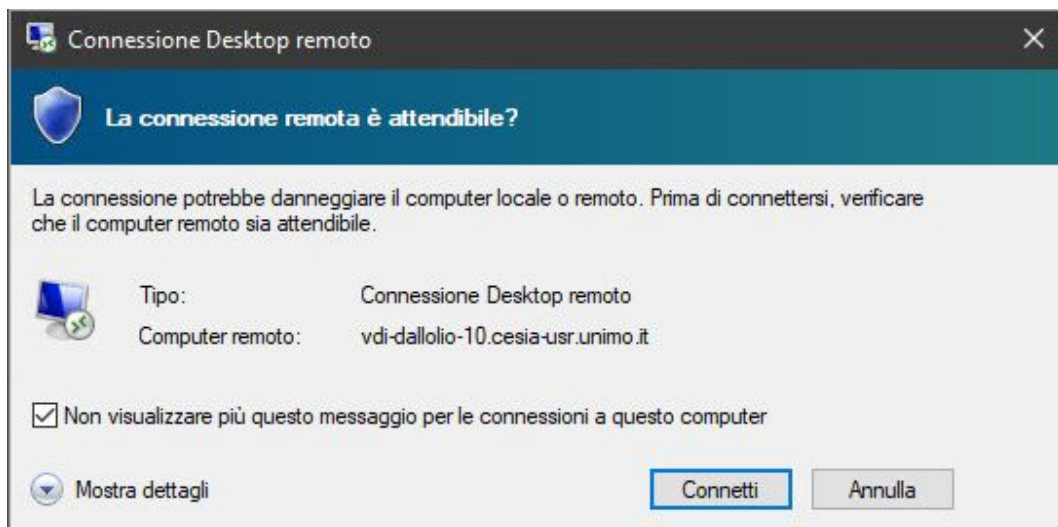 Connessione Desktop remoto
La connessione remota è attendibile?
La connessione potrebbe danneggiare il computer locale o remoto. Prima di connettersi, verificare
che il computer remoto sia attendibile.
Tipo: Connessione Desktop remoto
Computer remoto: vdi-dallolio-10.cesia-usr.unimo.it
Non visualizzare più questo messaggio per le connessioni a questo computer
Mostra dettagli Connetti Annulla